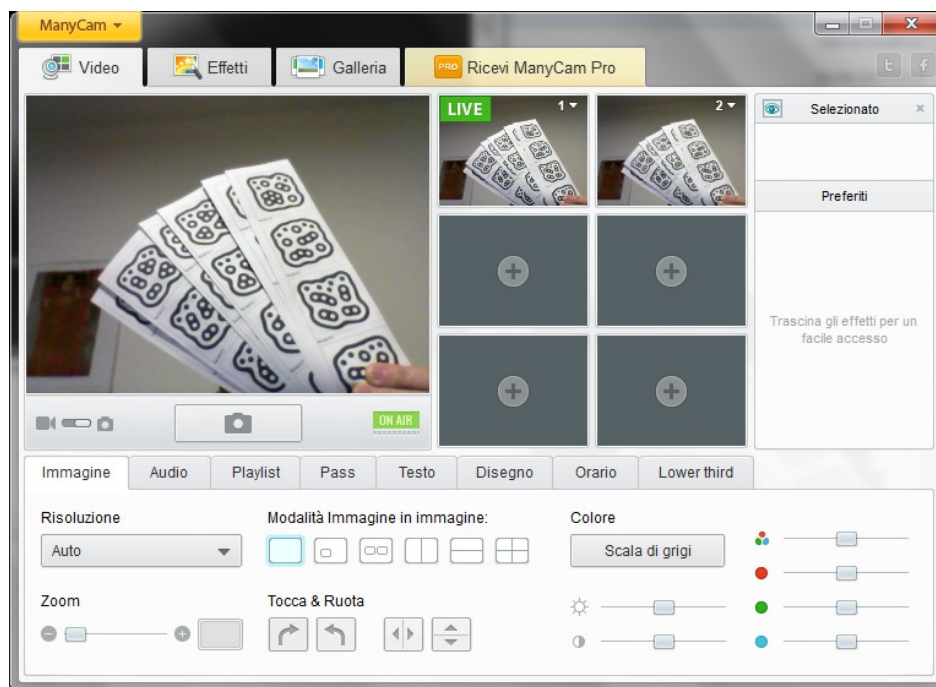 ManyCam
Video
Effetti
Galleria
PRO
Ricevi ManyCam Pro
LIVE
1
2
Selezionato
Preferiti
Trascina gli effetti per un
facile accesso
ON AIR
Immagine
Audio
Playlist
Pass
Testo
Disegno
Orario
Lower third
Risoluzione
Auto
Modalità Immagine in immagine:
Colore
Scala di grigi
Zoom
Tocca & Ruota